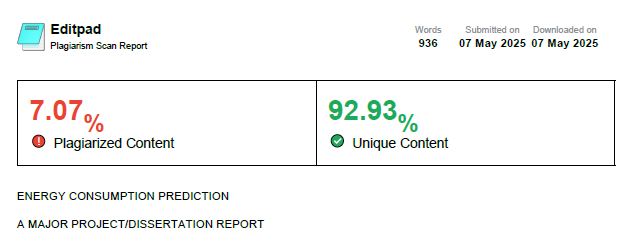 Editpad
Plagiarism Scan Report
Words Submitted on Downloaded on
936 07 May 2025 07 May 2025
7.07% 92.93%
Plagiarized Content Unique Content
ENERGY CONSUMPTION PREDICTION
A MAJOR PROJECT/DISSERTATION REPORT